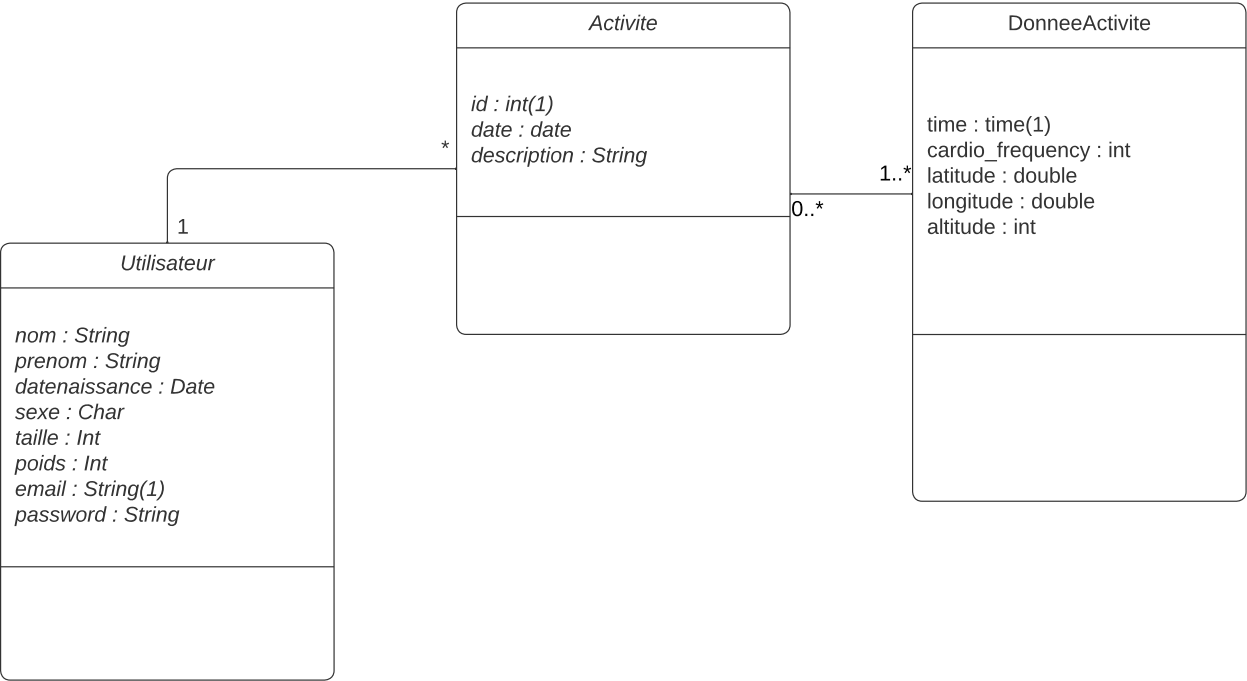 Activite
id : int(1)
date : date
description : String
*
1
Utilisateur
nom : String
prenom : String
datenaissance : Date
sexe : Char
taille : Int
poids : Int
email : String(1)
password : String
DonneeActivite
time : time(1)
cardio_frequency : int
latitude : double
longitude : double
altitude : int
1..*
0..*